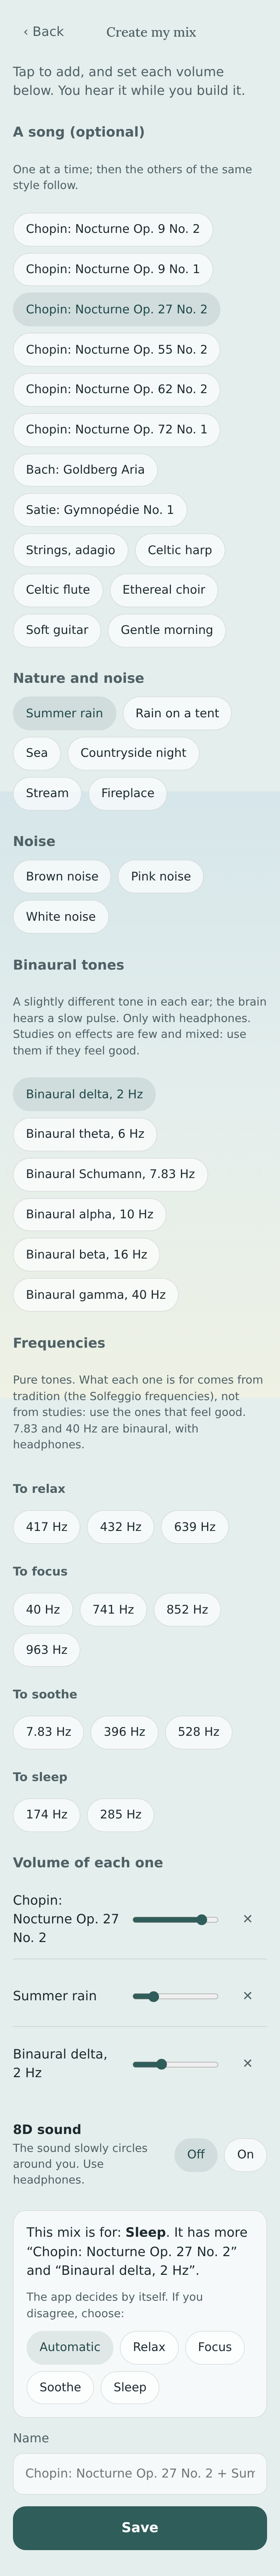 ‹ Back
Create my mix
Tap to add, and set each volume
below. You hear it while you build it.
A song (optional)
One at a time; then the others of the same
style follow.
Chopin: Nocturne Op. 9 No. 2
Chopin: Nocturne Op. 9 No. 1
Chopin: Nocturne Op. 27 No. 2
Chopin: Nocturne Op. 55 No. 2
Chopin: Nocturne Op. 62 No. 2
Chopin: Nocturne Op. 72 No. 1
Bach: Goldberg Aria
Satie: Gymnopédie No. 1
Strings, adagio
Celtic harp
Celtic flute
Ethereal choir
Soft guitar
Gentle morning
Nature and noise
Summer rain
Rain on a tent
Sea
Countryside night
Stream
Fireplace
Noise
Brown noise
Pink noise
White noise
Binaural tones
A slightly different tone in each ear; the brain
hears a slow pulse. Only with headphones.
Studies on effects are few and mixed: use
them if they feel good.
Binaural delta, 2 Hz
Binaural theta, 6 Hz
Binaural Schumann, 7.83 Hz
Binaural alpha, 10 Hz
Binaural beta, 16 Hz
Binaural gamma, 40 Hz
Frequencies
Pure tones. What each one is for comes from
tradition (the Solfeggio frequencies), not
from studies: use the ones that feel good.
7.83 and 40 Hz are binaural, with
headphones.
To relax
417 Hz
432 Hz
639 Hz
To focus
40 Hz
741 Hz
852 Hz
963 Hz
To soothe
7.83 Hz
396 Hz
528 Hz
To sleep
174 Hz
285 Hz
Volume of each one
Chopin:
Nocturne Op. 27
No. 2
×
Summer rain
×
Binaural delta,
2 Hz
×
8D sound
The sound slowly circles
around you. Use
headphones.
Off
On
This mix is for: Sleep. It has more
“Chopin: Nocturne Op. 27 No. 2”
and “Binaural delta, 2 Hz”.
The app decides by itself. If you
disagree, choose:
Automatic
Relax
Focus
Soothe
Sleep
Name
Chopin: Nocturne Op. 27 No. 2 + Sum
Save